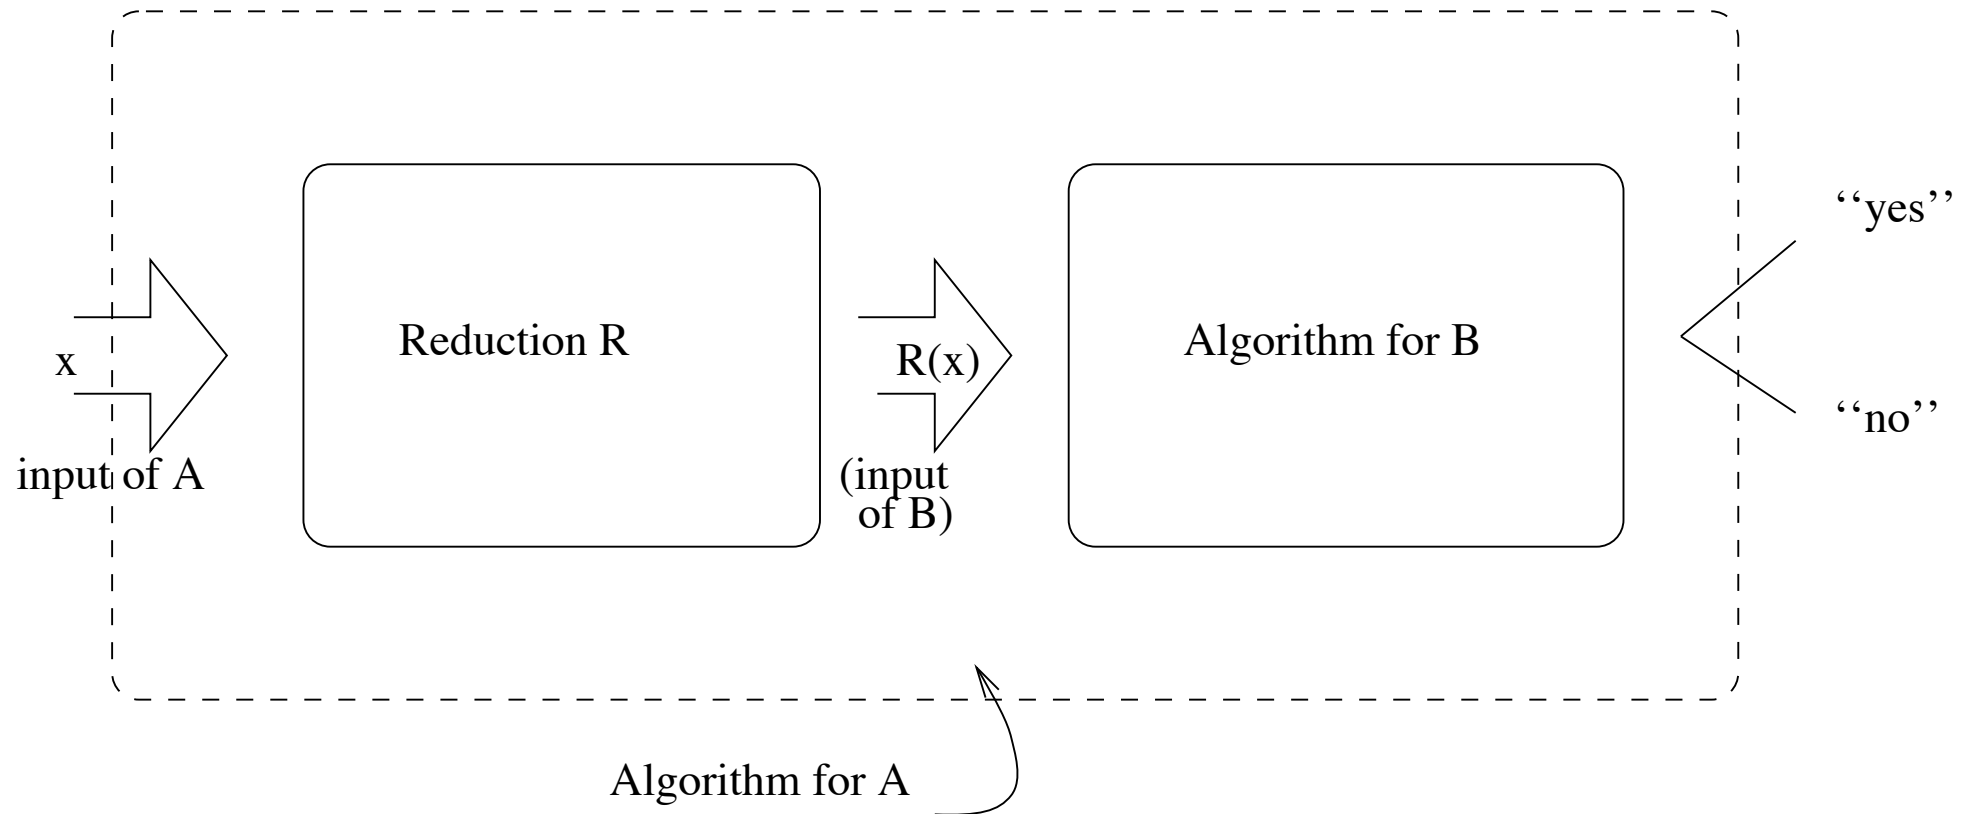 ‘‘yes’’
Reduction R
Algorithm for B
x
R(x)
‘‘no’’
input of A
(input
of B)
Algorithm for A